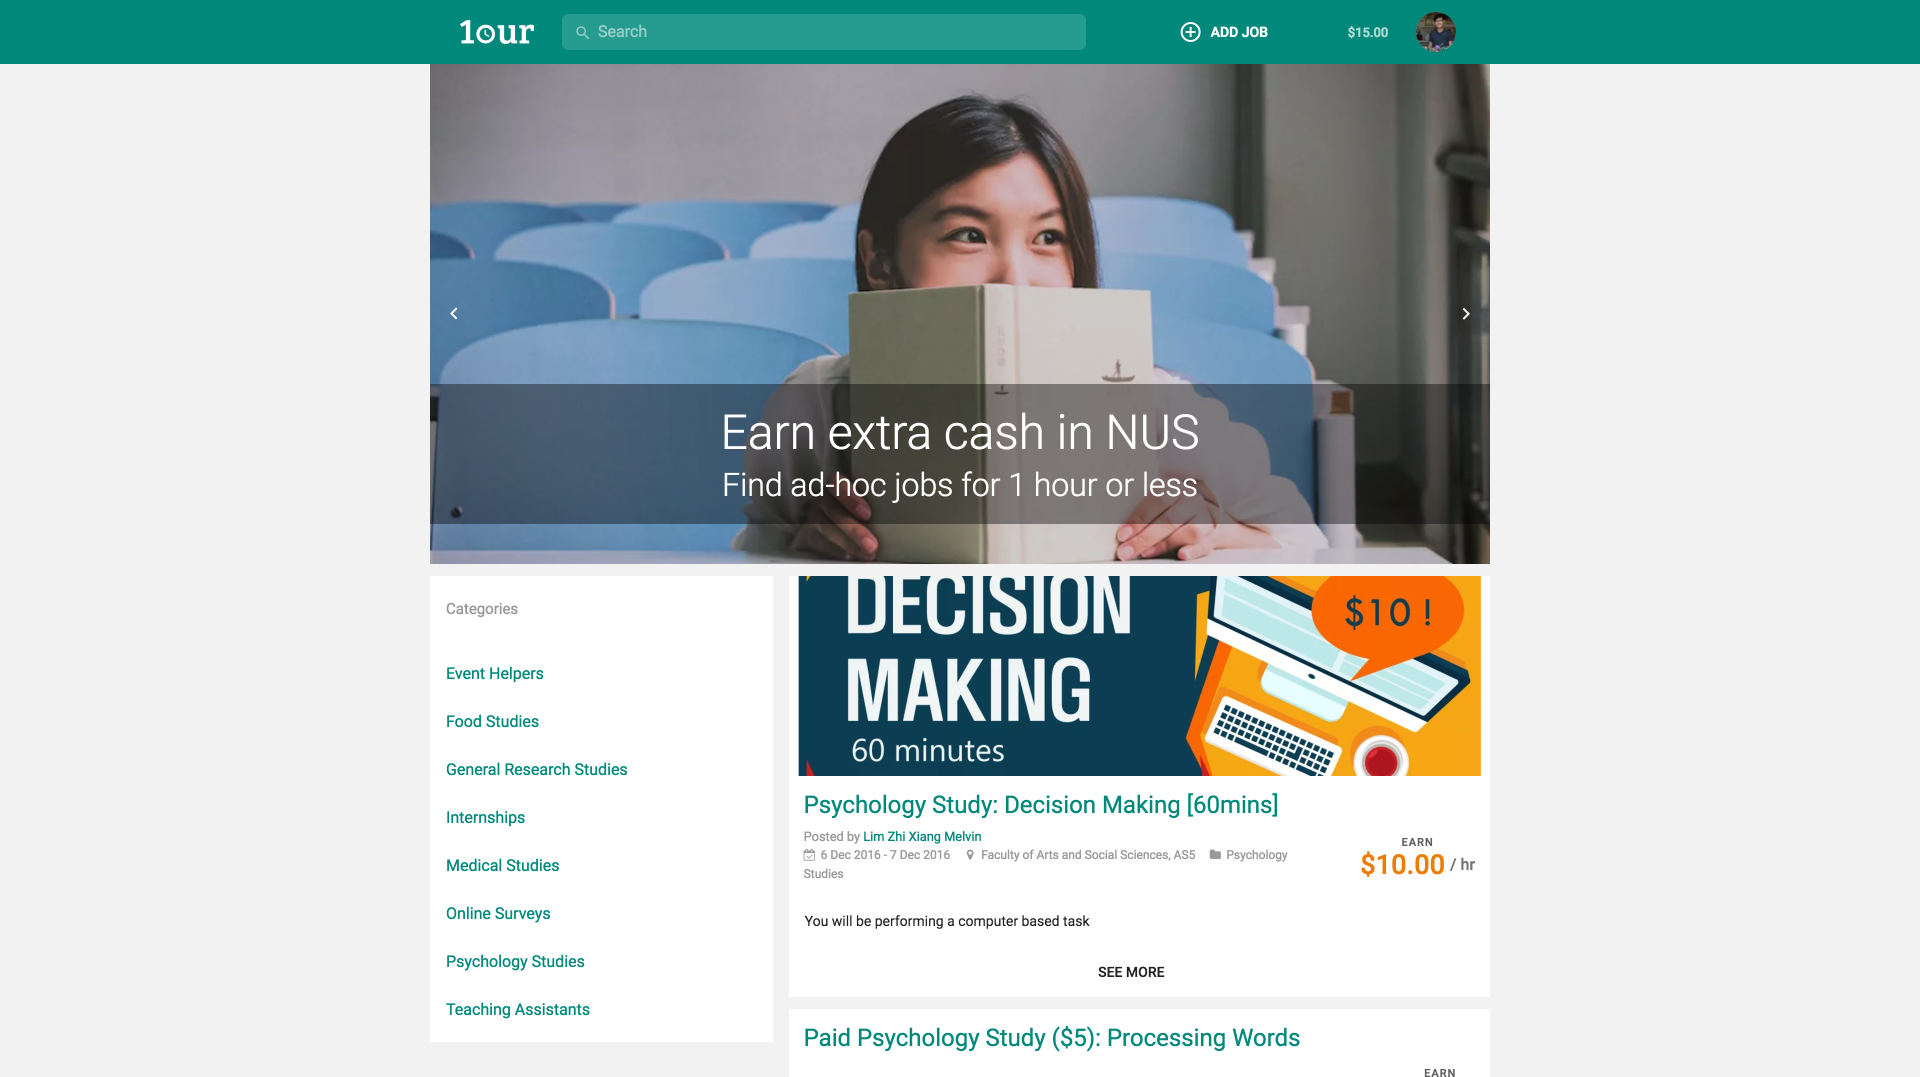 1our
Search
ADD JOB
$15.00
Earn extra cash in NUS
Find ad-hoc jobs for 1 hour or less
Categories
Event Helpers
Food Studies
General Research Studies
Internships
Medical Studies
Online Surveys
Psychology Studies
Teaching Assistants
DECISION
MAKING
60 minutes
$10 !
Psychology Study: Decision Making [60mins]
Posted by Lim Zhi Xiang Melvin
6 Dec 2016 - 7 Dec 2016 Faculty of Arts and Social Sciences, AS5 Psychology
Studies
EARN
$10.00 / hr
You will be performing a computer based task
SEE MORE
Paid Psychology Study ($5): Processing Words
EARN